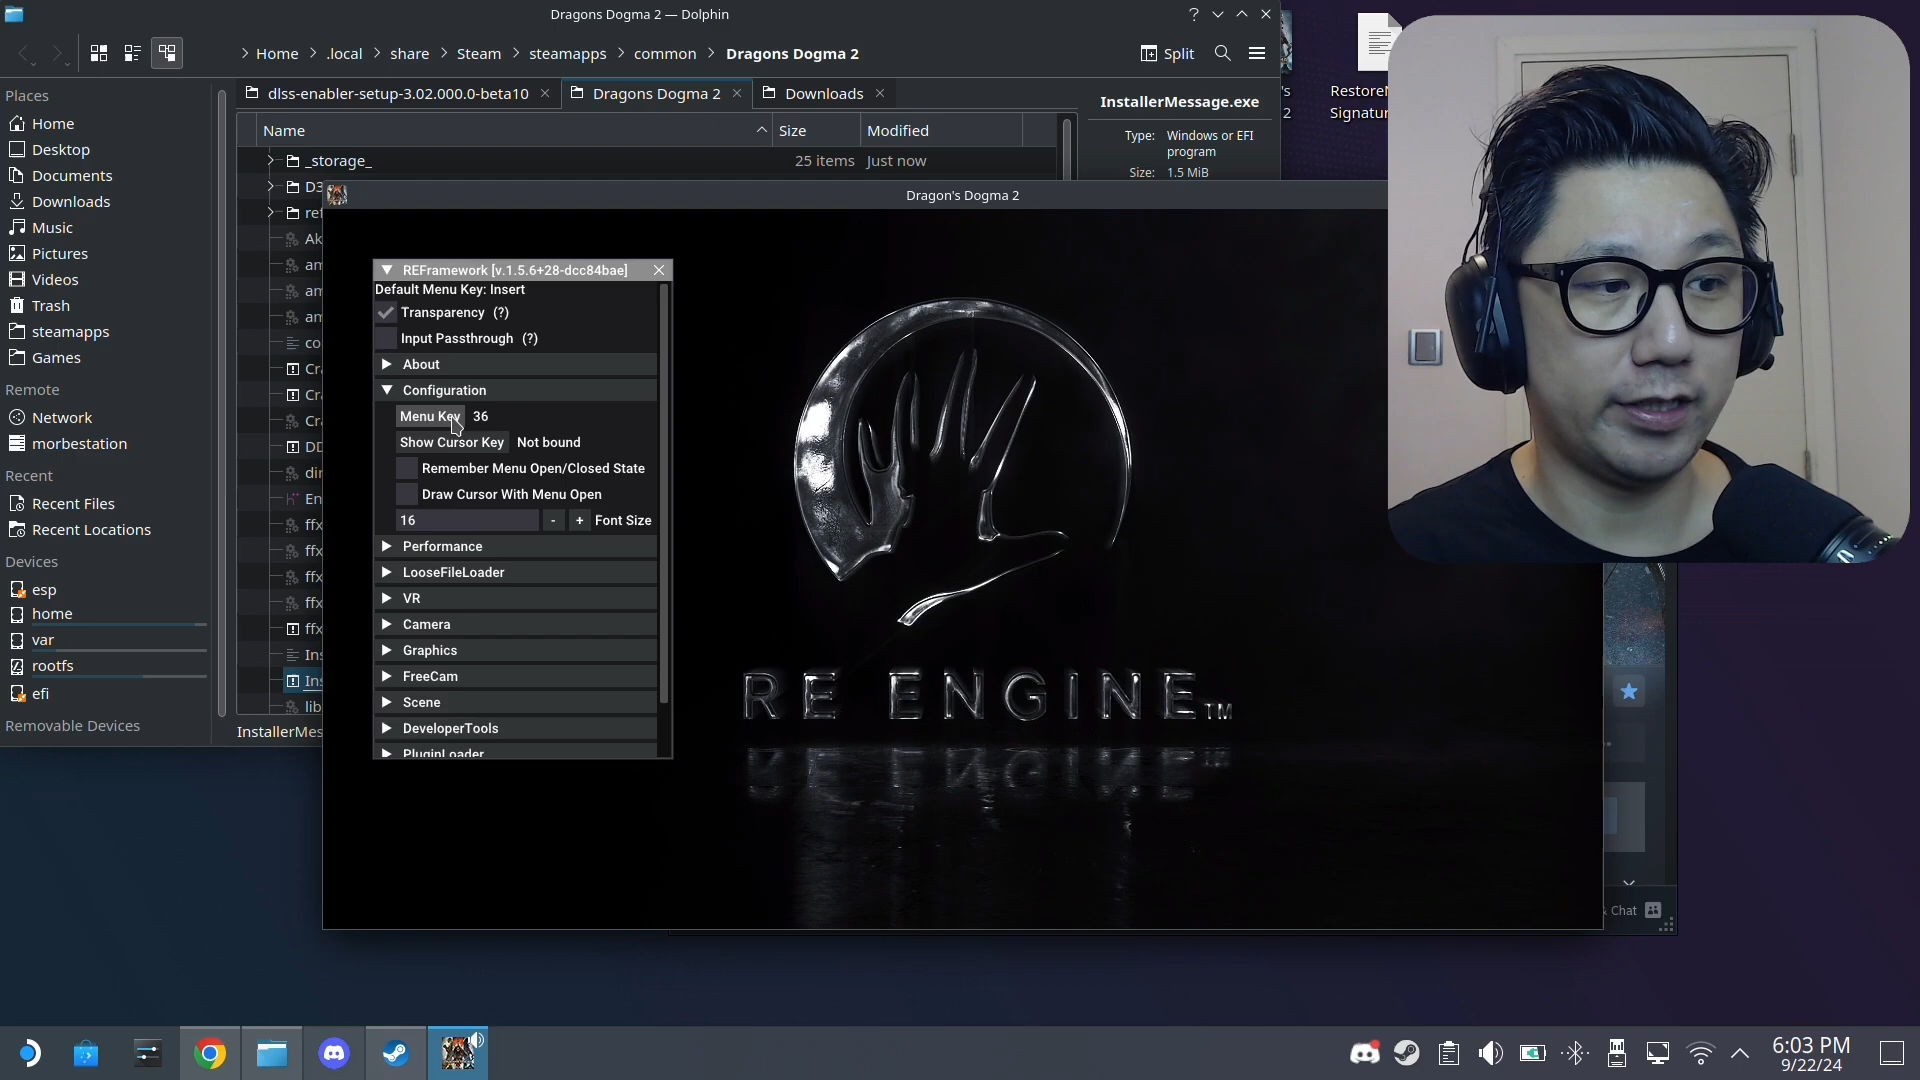 Dragons Dogma 2 — Dolphin
Home
.local
share
Steam
steamapps
common
Dragons Dogma 2
Split
Places
dlss-enabler-setup-3.02.000.0-beta10
Dragons Dogma 2
Downloads
InstallerMessage.exe
Type: Windows or EFI
program
Size: 1.5 MiB
Name
Size
Modified
_storage_
25 items
Just now
Home
Desktop
Documents
Downloads
Music
Pictures
Videos
Trash
steamapps
Games
Remote
Network
morbestation
Recent
Recent Files
Recent Locations
Devices
esp
home
var
rootfs
efi
Removable Devices
Dragon's Dogma 2
REFramework [v.1.5.6+28-dcc84bae]
Default Menu Key: Insert
Transparency (?)
Input Passthrough (?)
About
Configuration
Menu Key 36
Show Cursor Key Not bound
Remember Menu Open/Closed State
Draw Cursor With Menu Open
16 - + Font Size
Performance
LooseFileLoader
VR
Camera
Graphics
FreeCam
Scene
DeveloperTools
PluginLoader
RE ENGINE™
Chat
6:03 PM
9/22/24